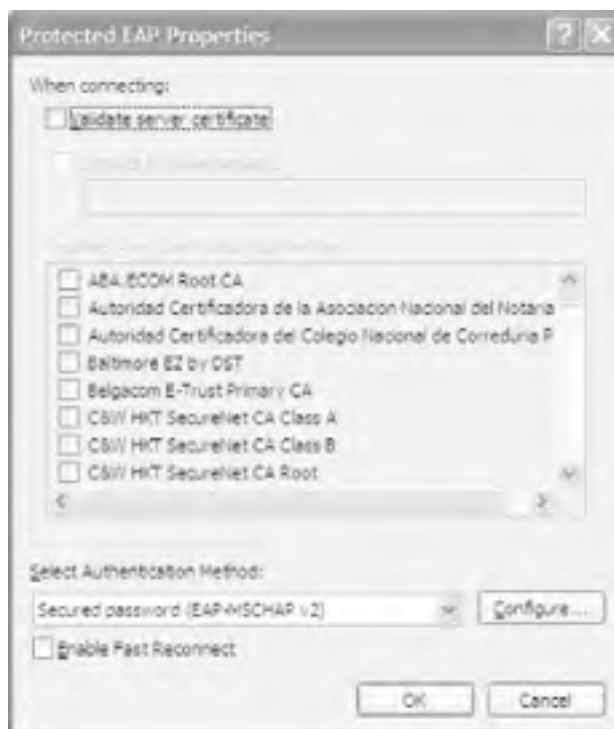 Protected EAP Properties
When connecting:
Validate server certificate
ABA.ECOM Root CA
Autoridad Certificadora de la Asociacion Nacional del Notaria
Autoridad Certificadora del Colegio Nacional de Correduria P
Baltimore EZ by DST
Belgacom E-Trust Primary CA
C&W HKT SecureNet CA Class A
C&W HKT SecureNet CA Class B
C&W HKT SecureNet CA Root
Select Authentication Method:
Secured password (EAP-MSCHAP v2)
Configure...
Enable Fast Reconnect
OK Cancel